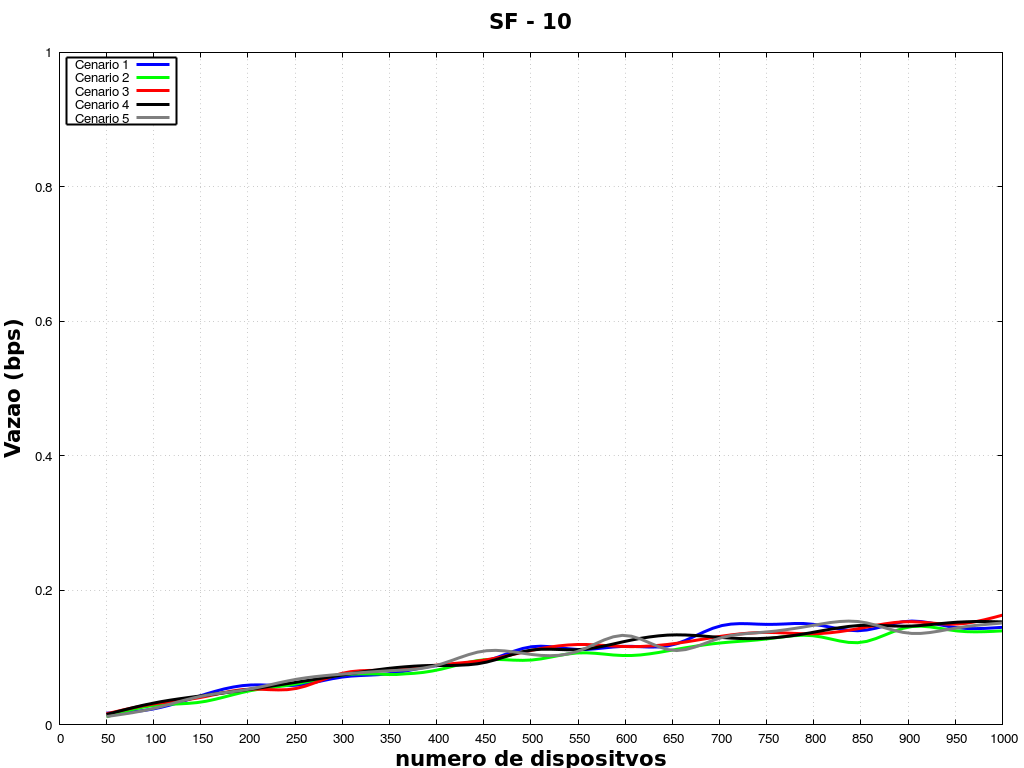 SF - 10
1
Cenario 1
Cenario 2
Cenario 3
Cenario 4
Cenario 5
0.8
0.6
Vazao (bps)
0.4
0.2
0
0 50 100 150 200 250 300 350 400 450 500 550 600 650 700 750 800 850 900 950 1000
numero de dispositvos